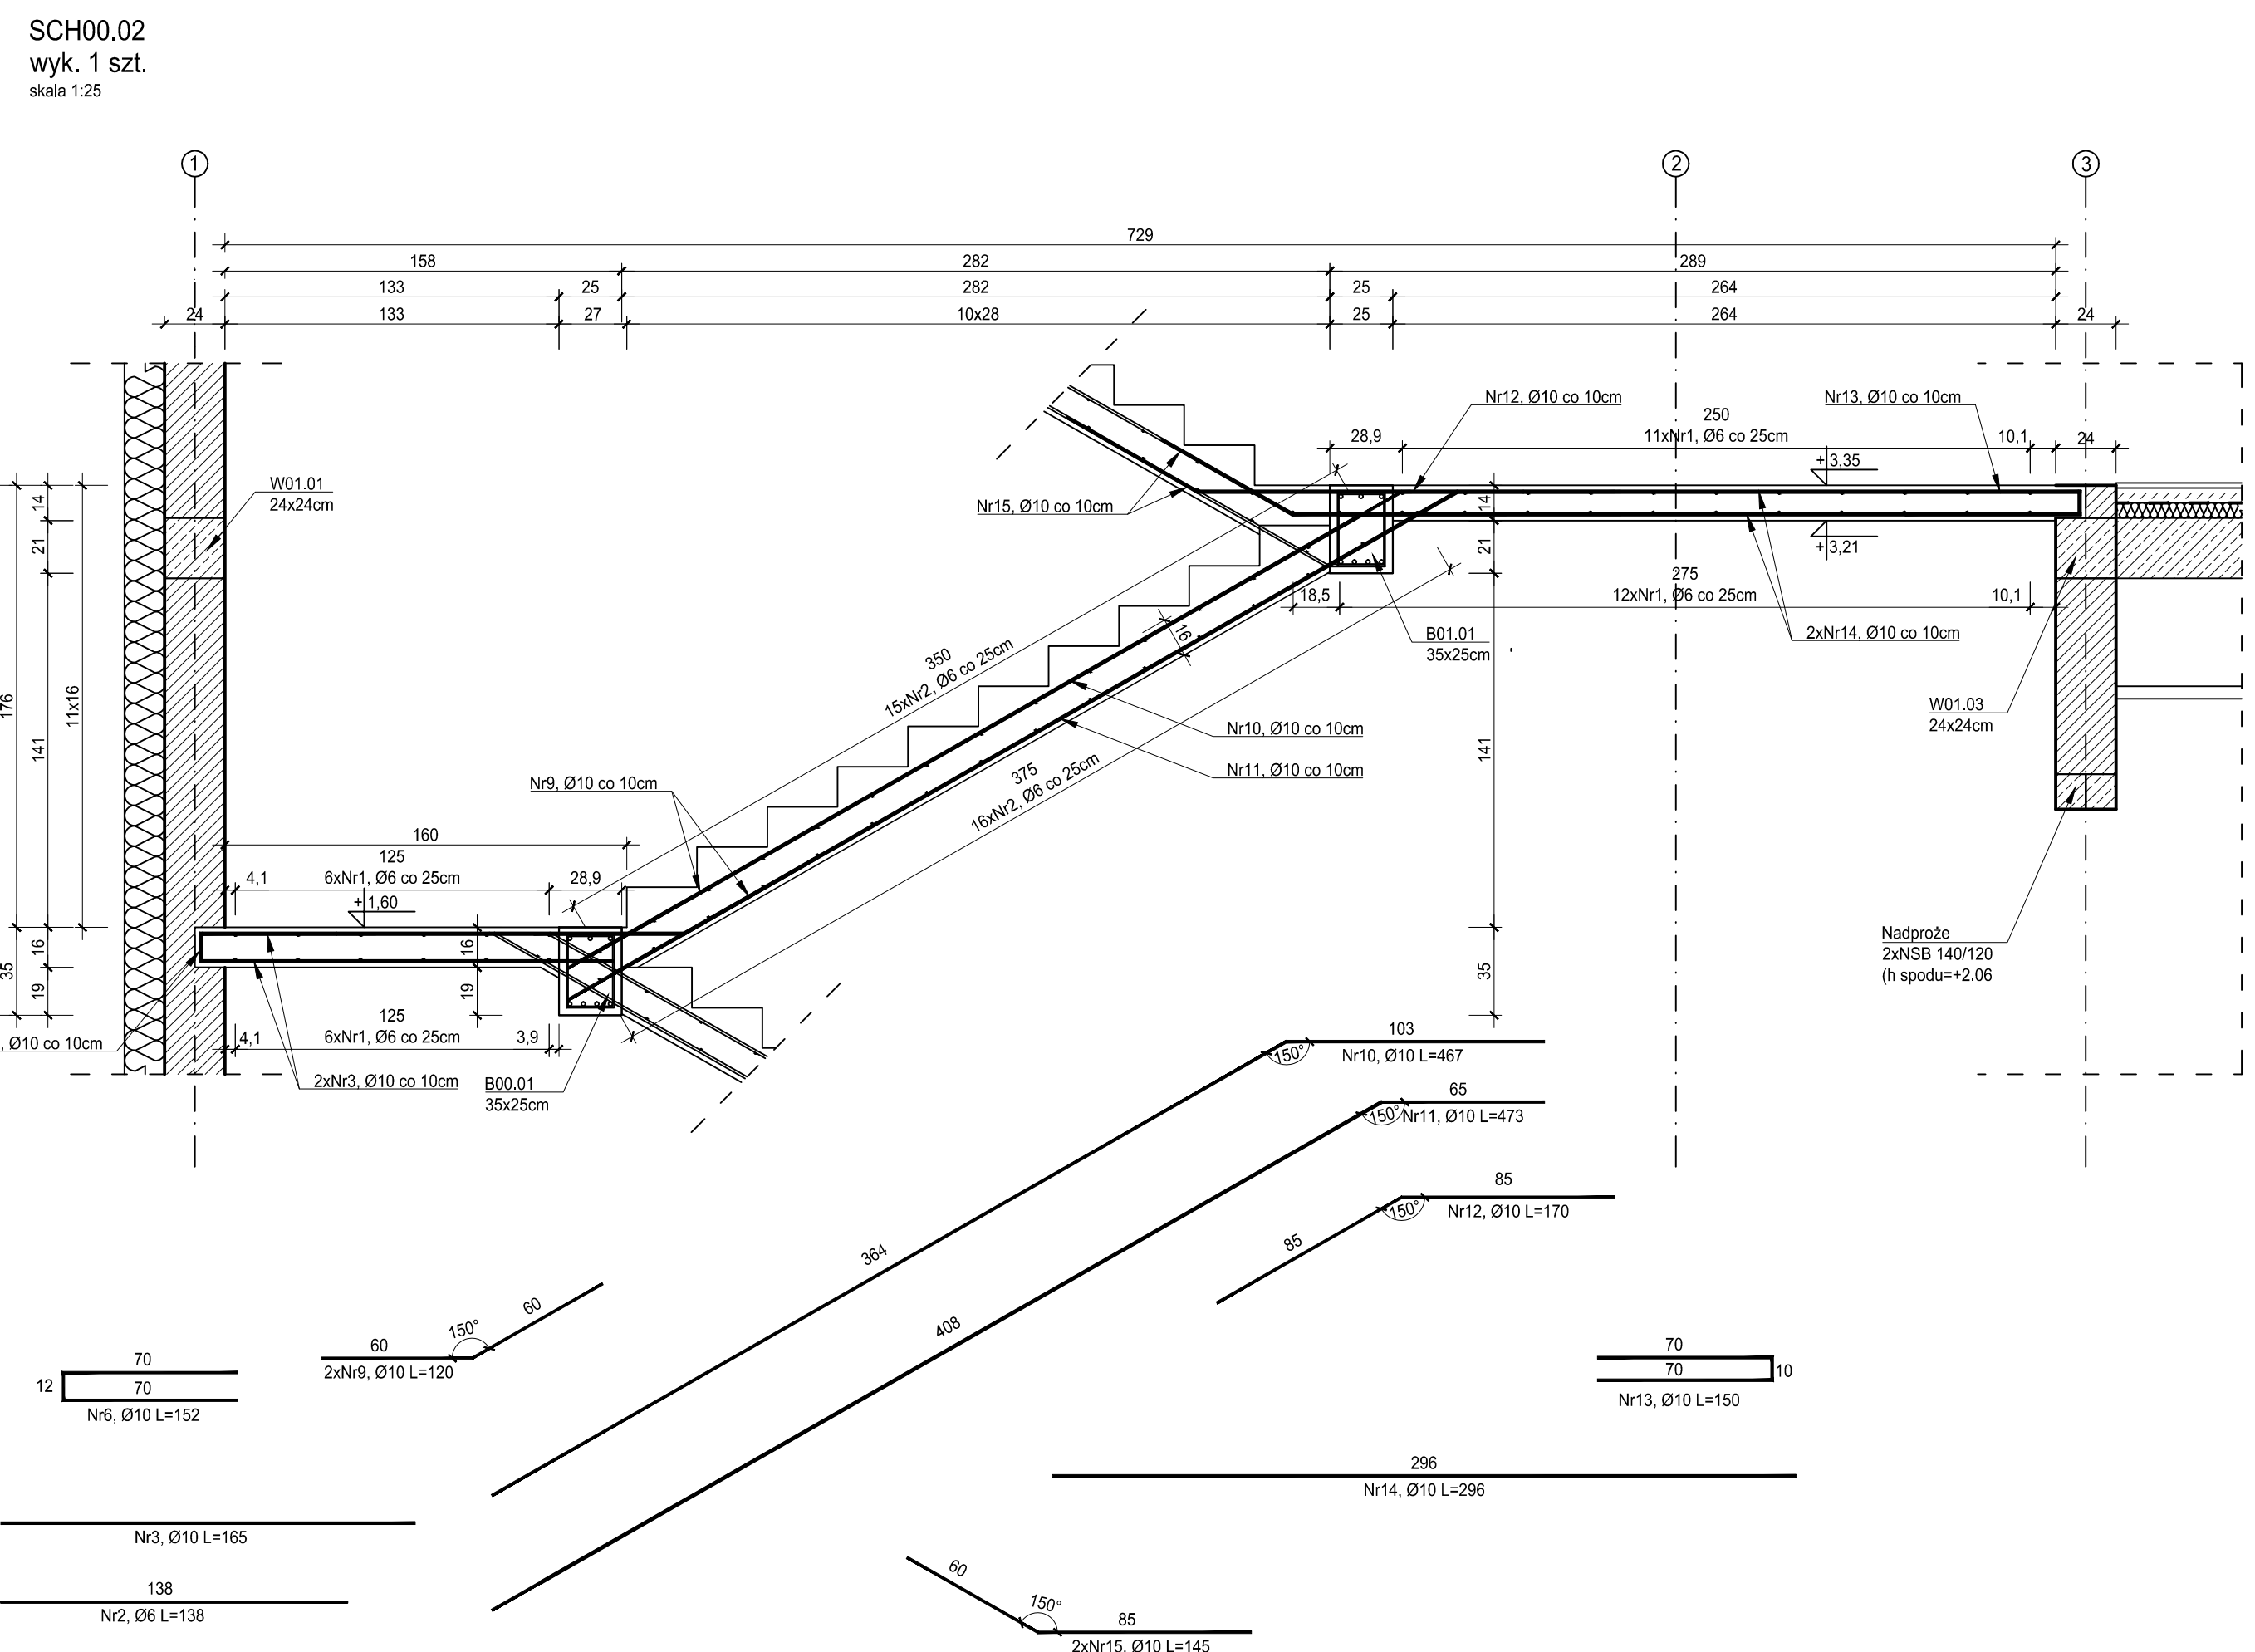 SCH00.02
wyk. 1 szt.
skala 1:25
1
2
3
729
158
282
289
133
25
282
25
264
24
133
27
10x28
25
264
24
Nr12, Ø10 co 10cm
Nr13, Ø10 co 10cm
250
28,9
11xNr1, Ø6 co 25cm
10,1
24
+3,35
W01.01
24x24cm
14
21
Nr15, Ø10 co 10cm
14
21
+3,21
275
18,5
12xNr1, Ø6 co 25cm
10,1
16
B01.01
35x25cm
2xNr14, Ø10 co 10cm
350
15xNr2, Ø6 co 25cm
176
141
11x16
W01.03
24x24cm
Nr10, Ø10 co 10cm
141
375
16xNr2, Ø6 co 25cm
Nr11, Ø10 co 10cm
Nr9, Ø10 co 10cm
160
125
4,1
6xNr1, Ø6 co 25cm
28,9
+1,60
Nadproże
2xNSB 140/120
(h spodu=+2.06
35
16
19
16
19
35
125
4,1
6xNr1, Ø6 co 25cm
3,9
, Ø10 co 10cm
2xNr3, Ø10 co 10cm
B00.01
35x25cm
103
150°
Nr10, Ø10 L=467
65
150°
Nr11, Ø10 L=473
85
150°
Nr12, Ø10 L=170
85
364
408
60
150°
60
2xNr9, Ø10 L=120
70
12
70
Nr6, Ø10 L=152
70
70
10
Nr13, Ø10 L=150
296
Nr14, Ø10 L=296
Nr3, Ø10 L=165
138
Nr2, Ø6 L=138
60
150°
85
2xNr15, Ø10 L=145